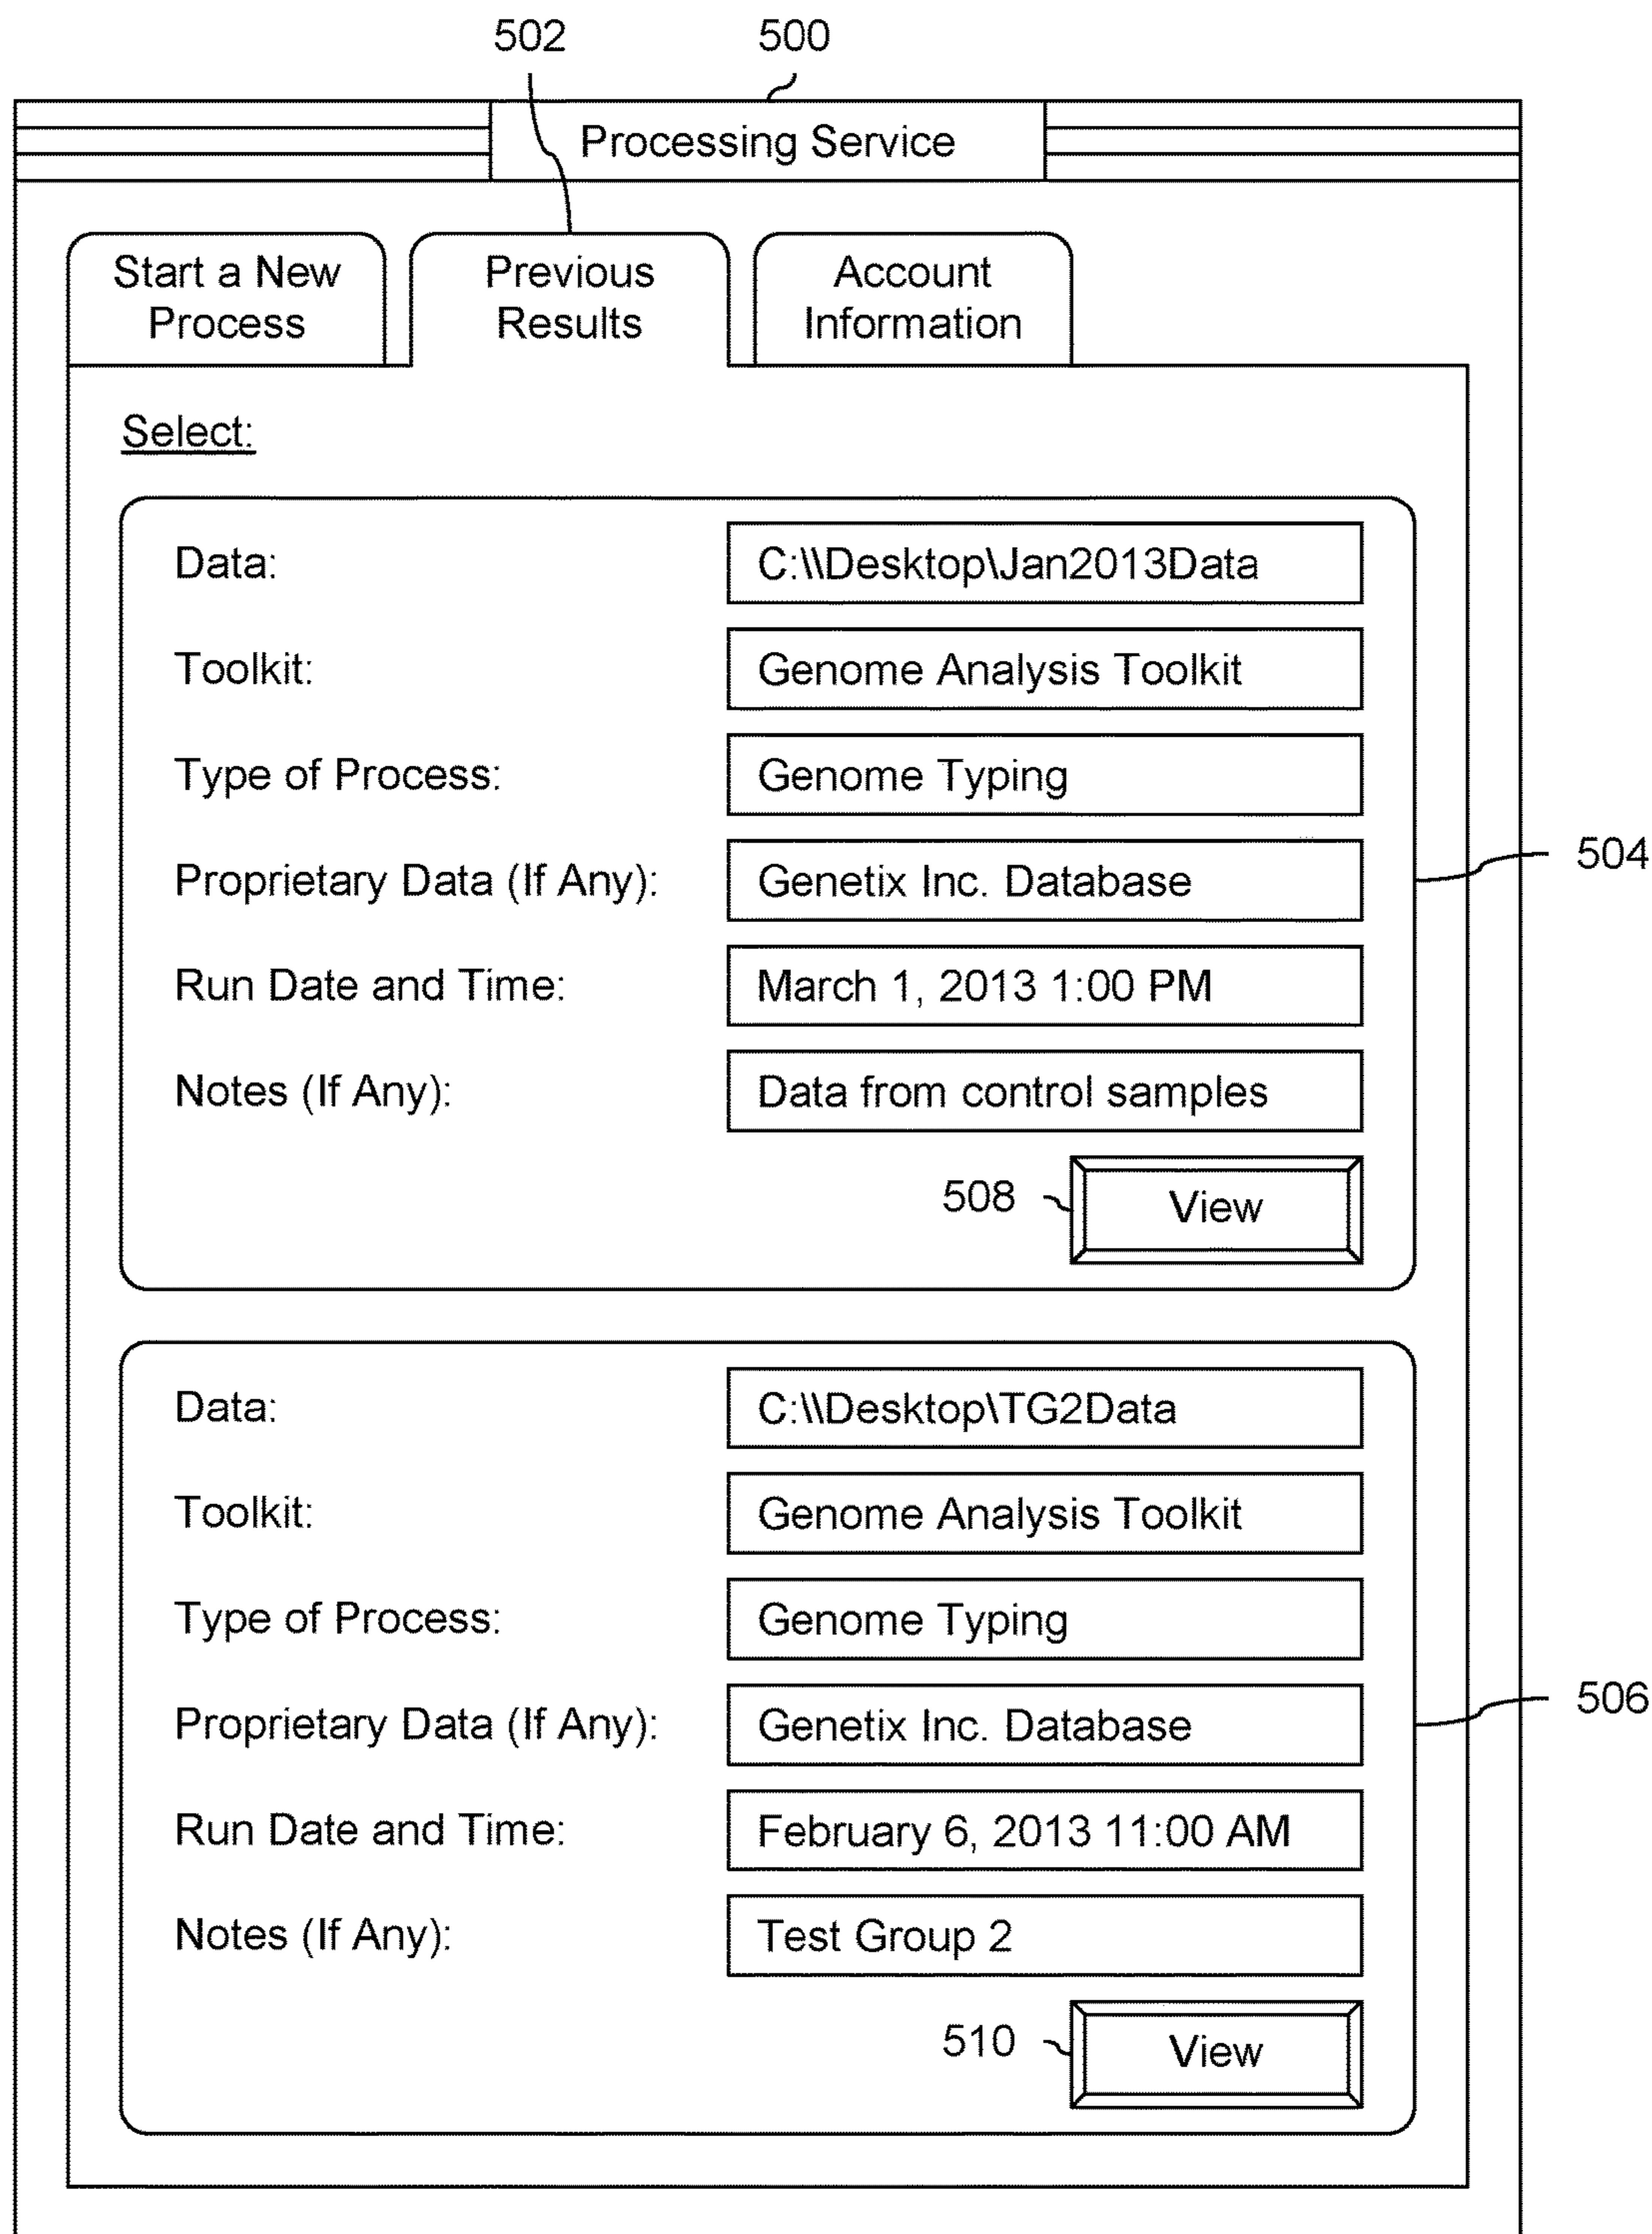 502 500
Processing Service
Start a New
Process
Previous
Results
Account
Information
Select:
Data: C:\\Desktop\Jan2013Data
Toolkit: Genome Analysis Toolkit
Type of Process: Genome Typing
Proprietary Data (If Any): Genetix Inc. Database 504
Run Date and Time: March 1, 2013 1:00 PM
Notes (If Any): Data from control samples
508 View
Data: C:\\Desktop\TG2Data
Toolkit: Genome Analysis Toolkit
Type of Process: Genome Typing
Proprietary Data (If Any): Genetix Inc. Database 506
Run Date and Time: February 6, 2013 11:00 AM
Notes (If Any): Test Group 2
510 View